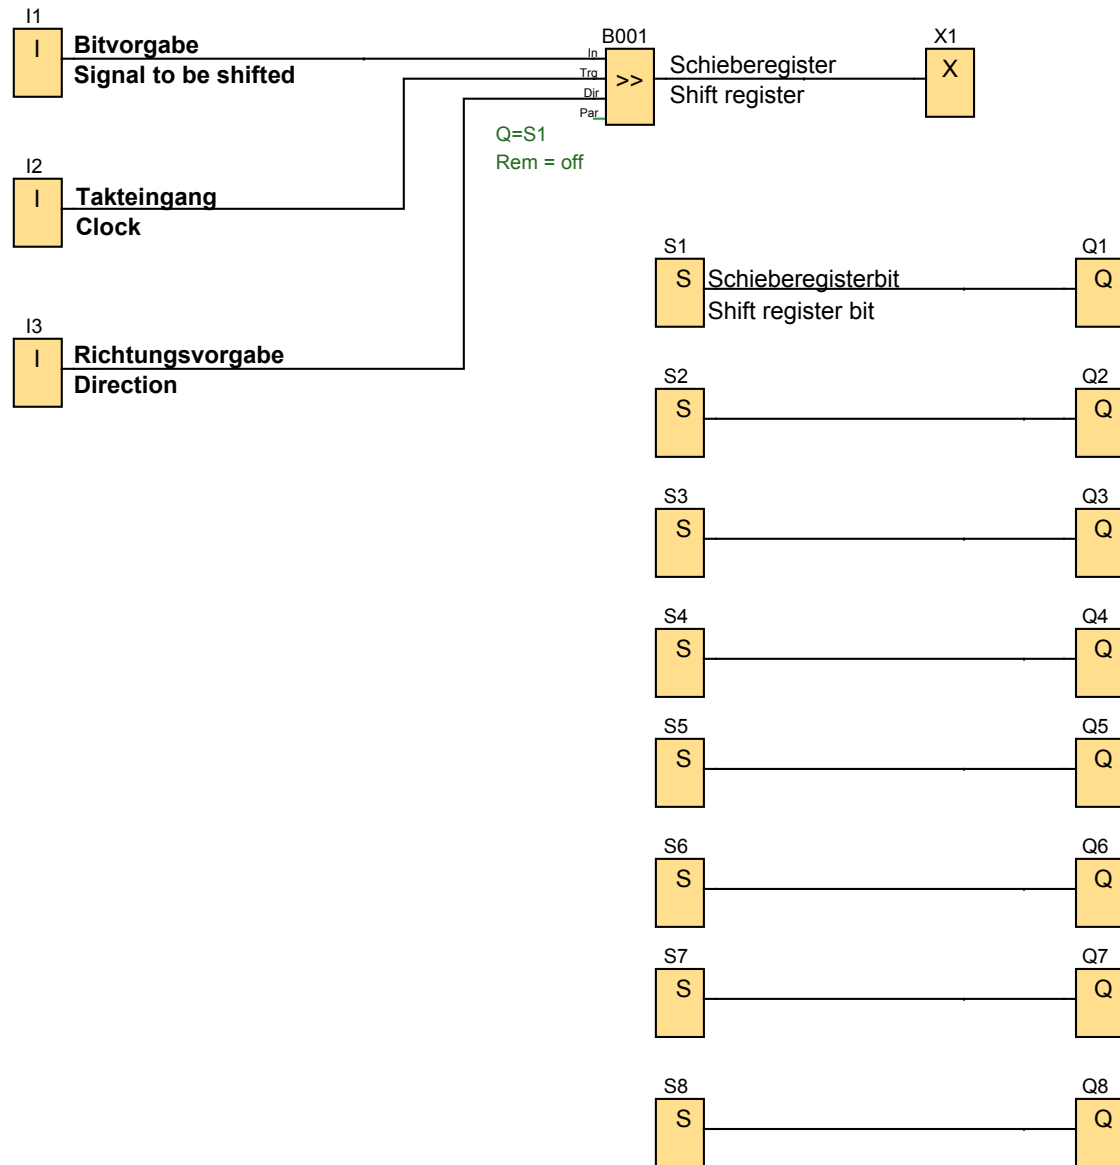 I1
I
Bitvorgabe
Signal to be shifted
B001
In
Trg
Dir
Par
>>
Q=S1
Rem = off
Schieberegister
Shift register
X1
X
I2
I
Takteingang
Clock
I3
I
Richtungsvorgabe
Direction
S1
S
Schieberegisterbit
Shift register bit
Q1
Q
S2
S
Q2
Q
S3
S
Q3
Q
S4
S
Q4
Q
S5
S
Q5
Q
S6
S
Q6
Q
S7
S
Q7
Q
S8
S
Q8
Q